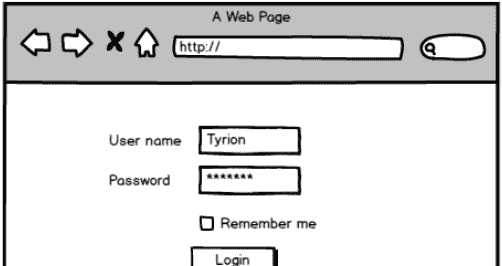 A Web Page
http://
User name Tyrion
Password *******
Remember me
Login